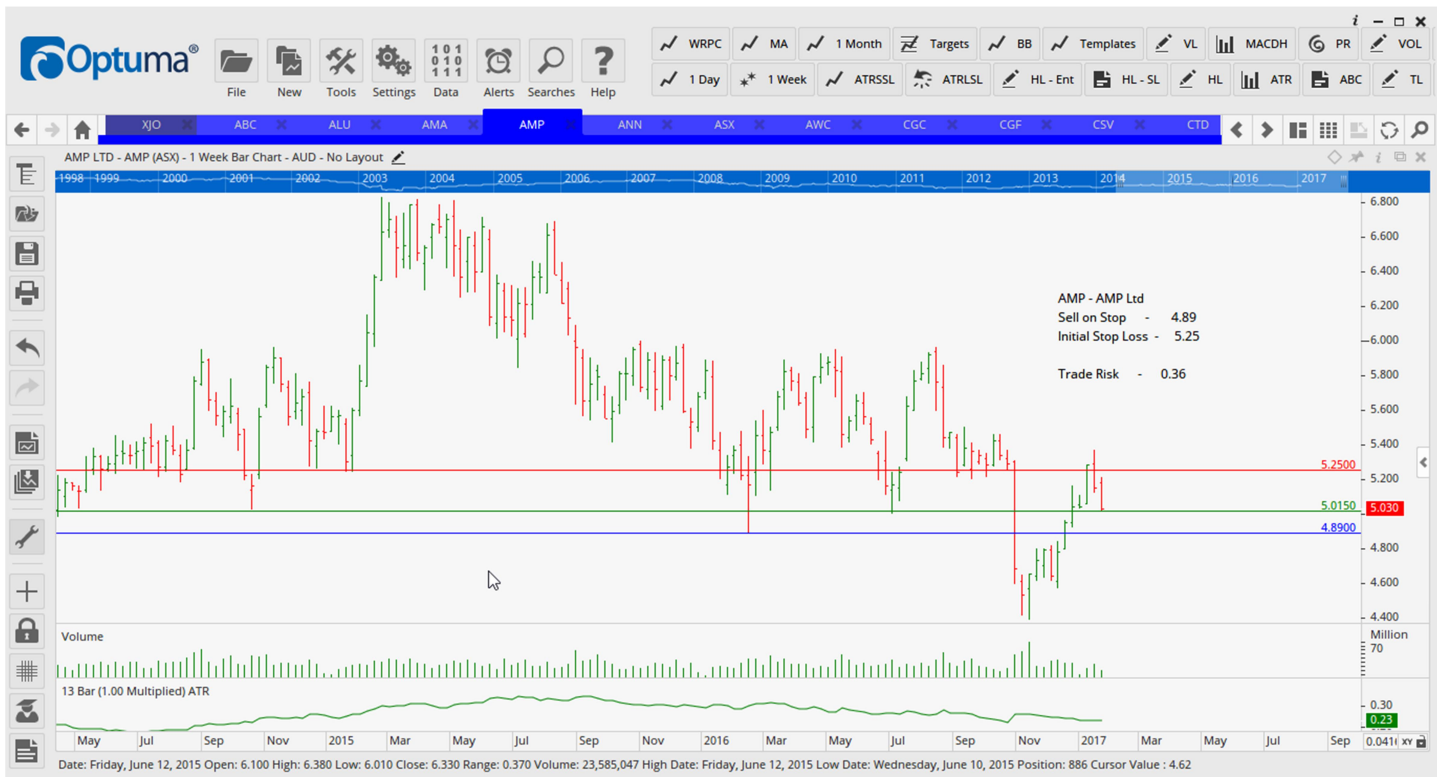 i
Optuma®
File New Tools Settings Data Alerts Searches Help
101
010
111
WRPC MA 1 Month Targets BB Templates VL MACDH PR VOL
1 Day 1 Week ATRSSL ATRLSL HL - Ent HL - SL HL ATR ABC TL
XJO ABC ALU AMA AMP ANN ASX AWC CGC CGF CSV CTD
AMP LTD - AMP (ASX) - 1 Week Bar Chart - AUD - No Layout
1998 1999 2000 2001 2002 2003 2004 2005 2006 2007 2008 2009 2010 2011 2012 2013 2014 2015 2016 2017
6.800
6.600
6.400
6.200
6.000
5.800
5.600
5.400
5.200
4.800
4.600
4.400
AMP - AMP Ltd
Sell on Stop - 4.89
Initial Stop Loss - 5.25
Trade Risk - 0.36
5.2500
5.0150
5.030
4.8900
Volume
Million
70
13 Bar (1.00 Multiplied) ATR
0.30
0.23
May Jul Sep Nov 2015 Mar May Jul Sep Nov 2016 Mar May Jul Sep Nov 2017 Mar May Jul Sep
XY
Date: Friday, June 12, 2015 Open: 6.100 High: 6.380 Low: 6.010 Close: 6.330 Range: 0.370 Volume: 23,585,047 High Date: Friday, June 12, 2015 Low Date: Wednesday, June 10, 2015 Position: 886 Cursor Value : 4.62